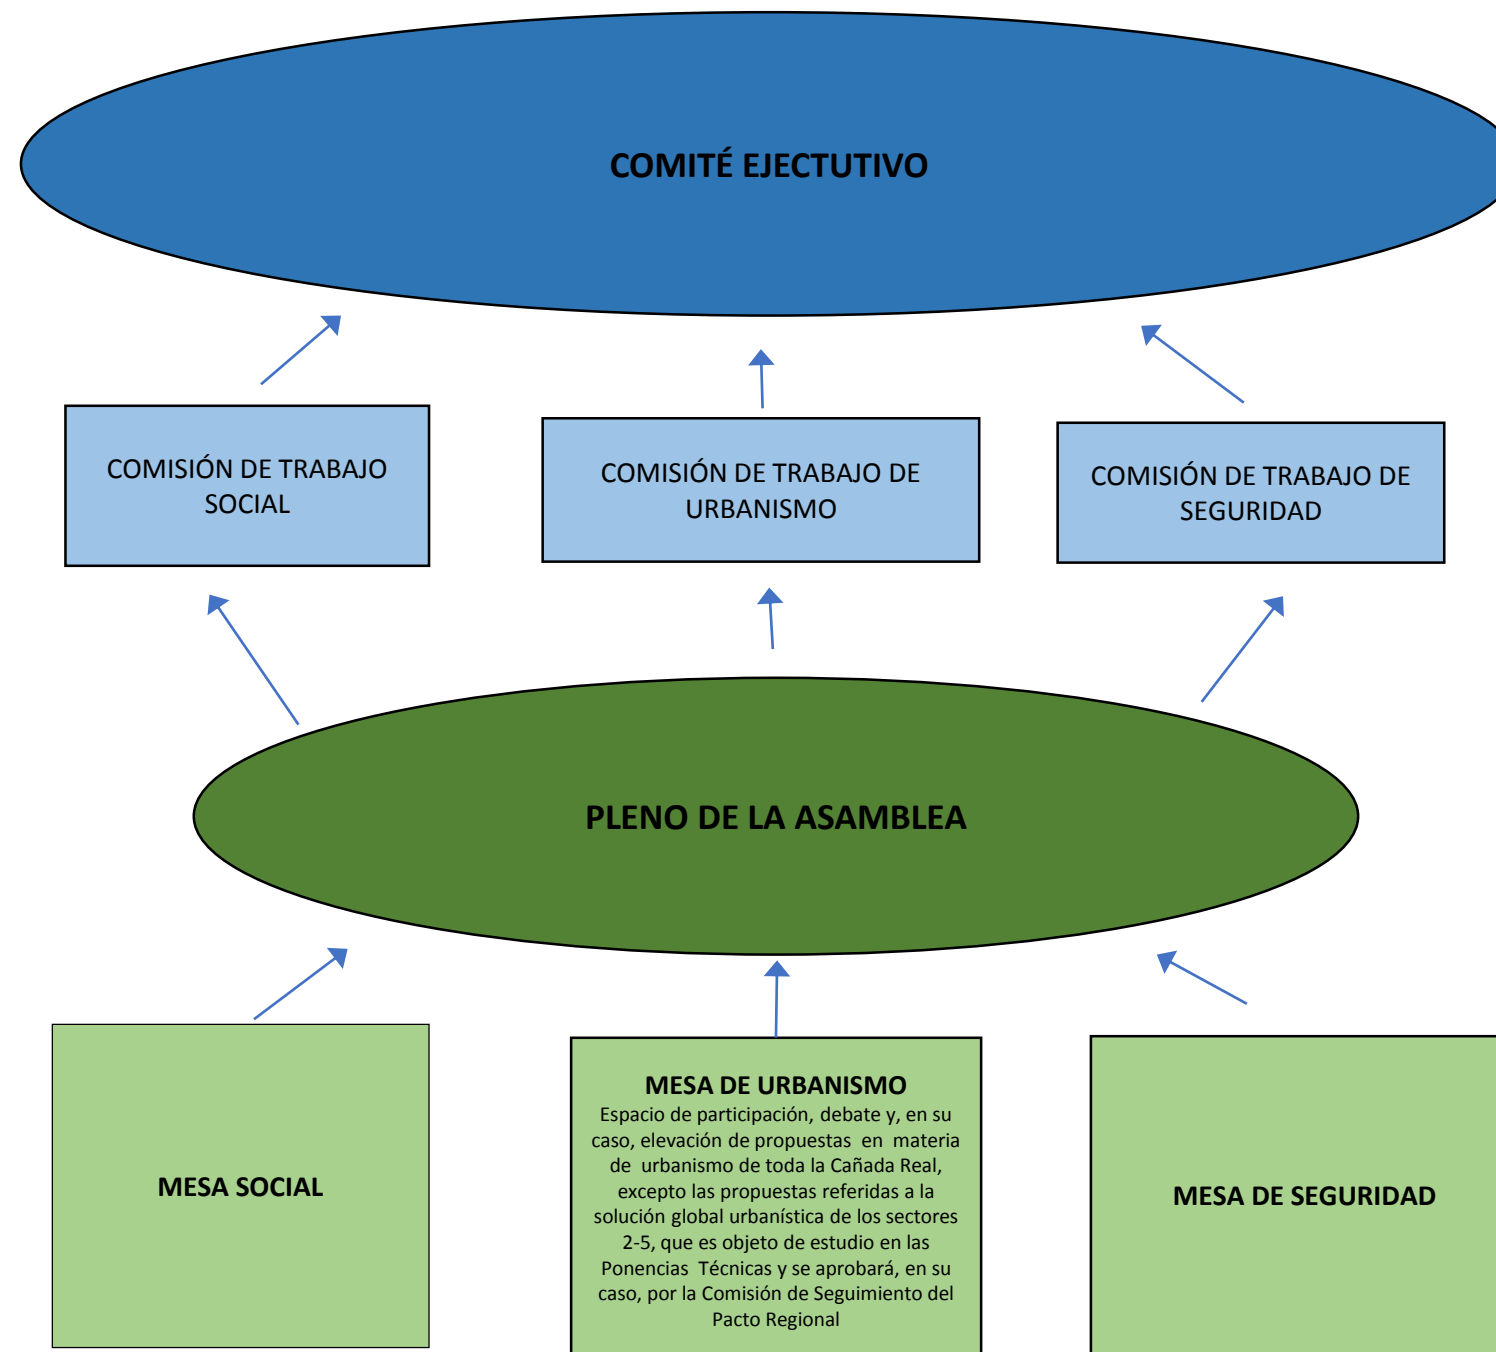 COMITÉ EJECTUTIVO
COMISIÓN DE TRABAJO
SOCIAL
COMISIÓN DE TRABAJO DE
URBANISMO
COMISIÓN DE TRABAJO DE
SEGURIDAD
PLENO DE LA ASAMBLEA
MESA SOCIAL
MESA DE URBANISMO
Espacio de participación, debate y, en su
caso, elevación de propuestas en materia
de urbanismo de toda la Cañada Real,
excepto las propuestas referidas a la
solución global urbanística de los sectores
2-5, que es objeto de estudio en las
Ponencias Técnicas y se aprobará, en su
caso, por la Comisión de Seguimiento del
Pacto Regional
MESA DE SEGURIDAD